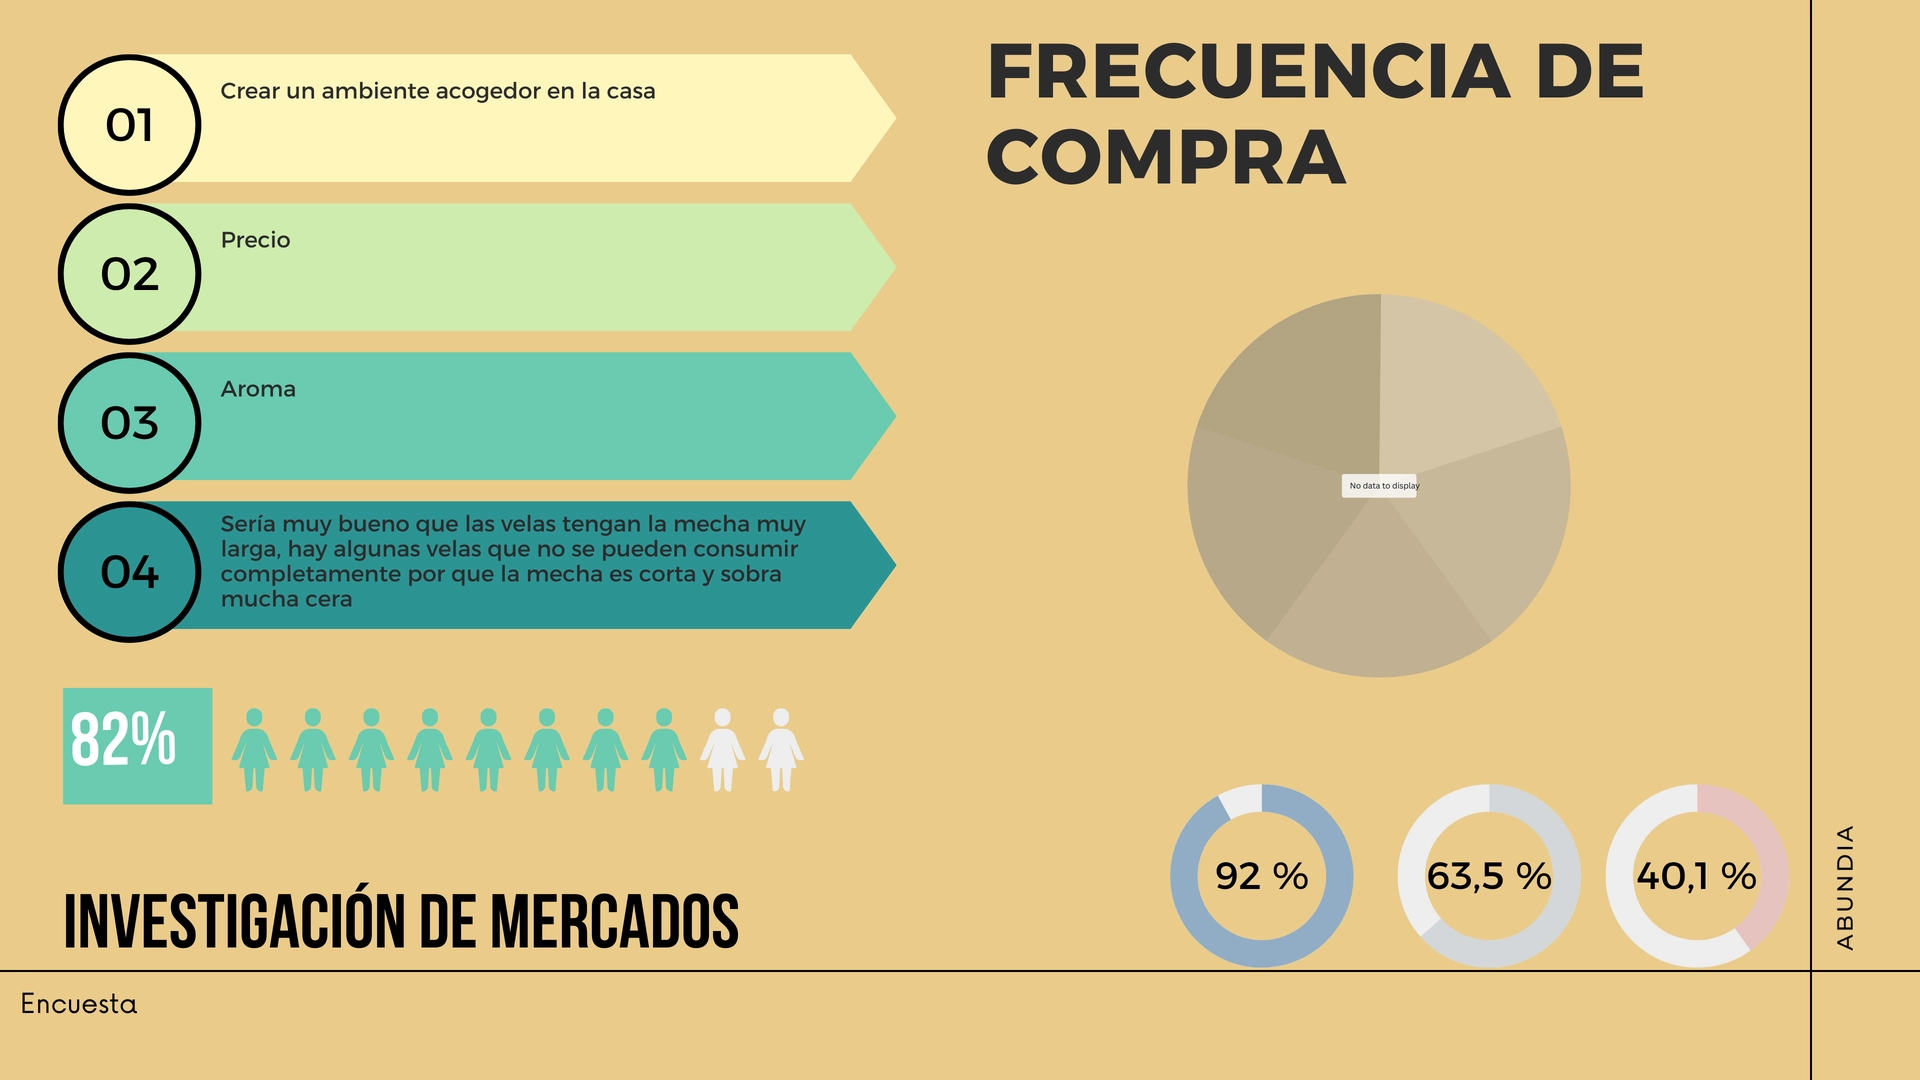 01
Crear un ambiente acogedor en la casa
02
Precio
03
Aroma
04
Sería muy bueno que las velas tengan la mecha muy
larga, hay algunas velas que no se pueden consumir
completamente por que la mecha es corta y sobra
mucha cera
82%
INVESTIGACIÓN DE MERCADOS
Encuesta
FRECUENCIA DE
COMPRA
No data to display
92 %
63,5 %
40,1 %
ABUNDIA